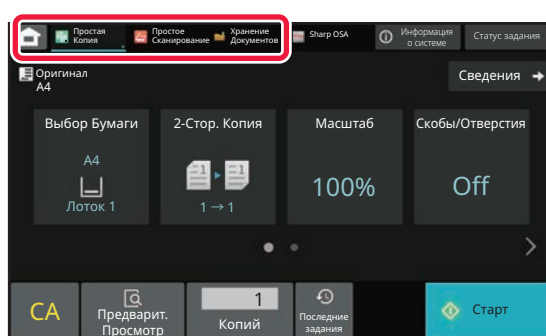 Простая
Копия
Простое
Сканирование
Хранение
Документов
Sharp OSA
Информация
о системе
Статус задания
Оригинал
A4
Сведения
Выбор Бумаги
2-Стор. Копия
Масштаб
Скобы/Отверстия
A4
Лоток 1
1
1
1 → 1
100%
Off
CA
Предварит.
Просмотр
1
Копий
Последние
задания
Старт